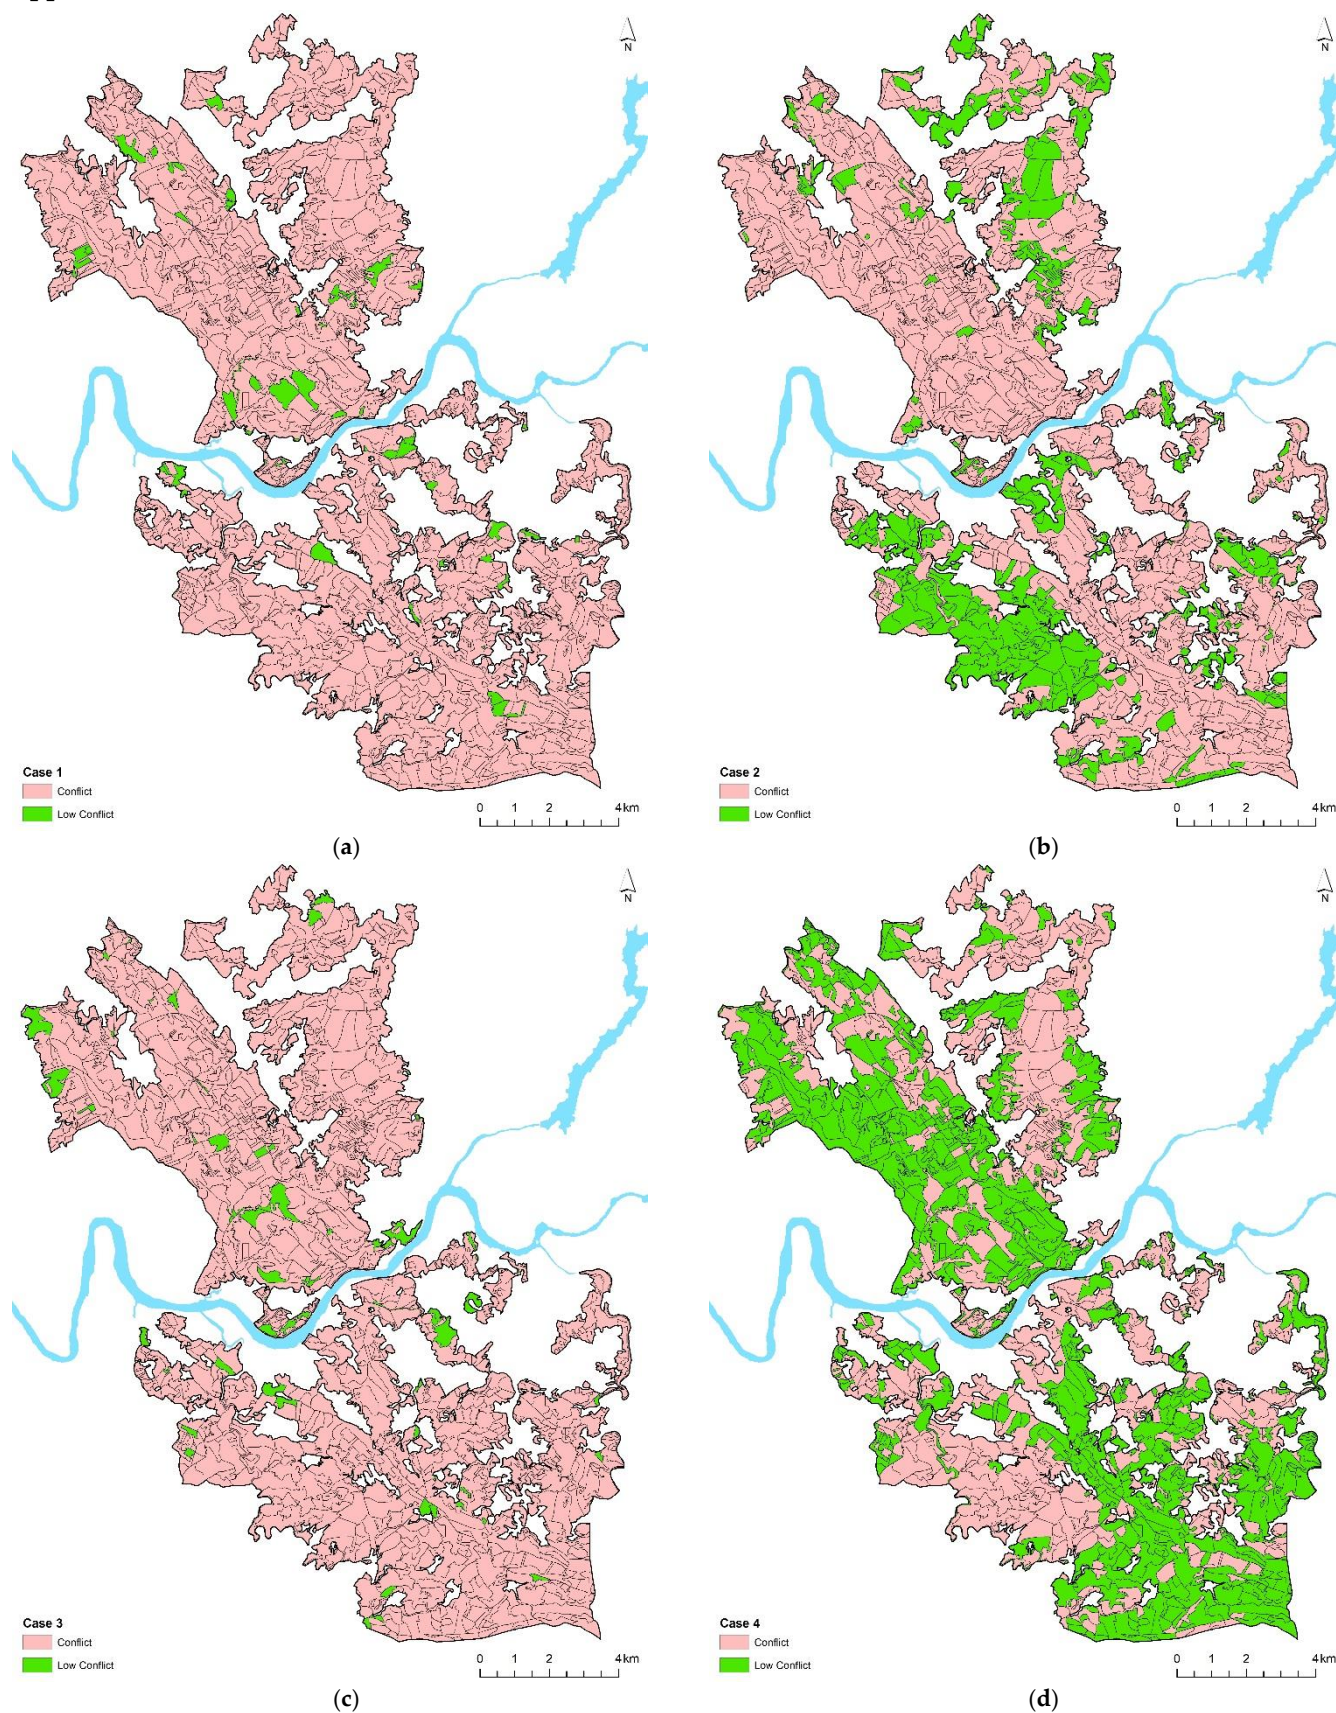 N
N
Case 1
Conflict
Low Conflict
0 1 2 4 km
Case 2
Conflict
Low Conflict
0 1 2 4 km
(a)
(b)
N
N
Case 3
Conflict
Low Conflict
0 1 2 4 km
Case 4
Conflict
Low Conflict
0 1 2 4 km
(c)
(d)